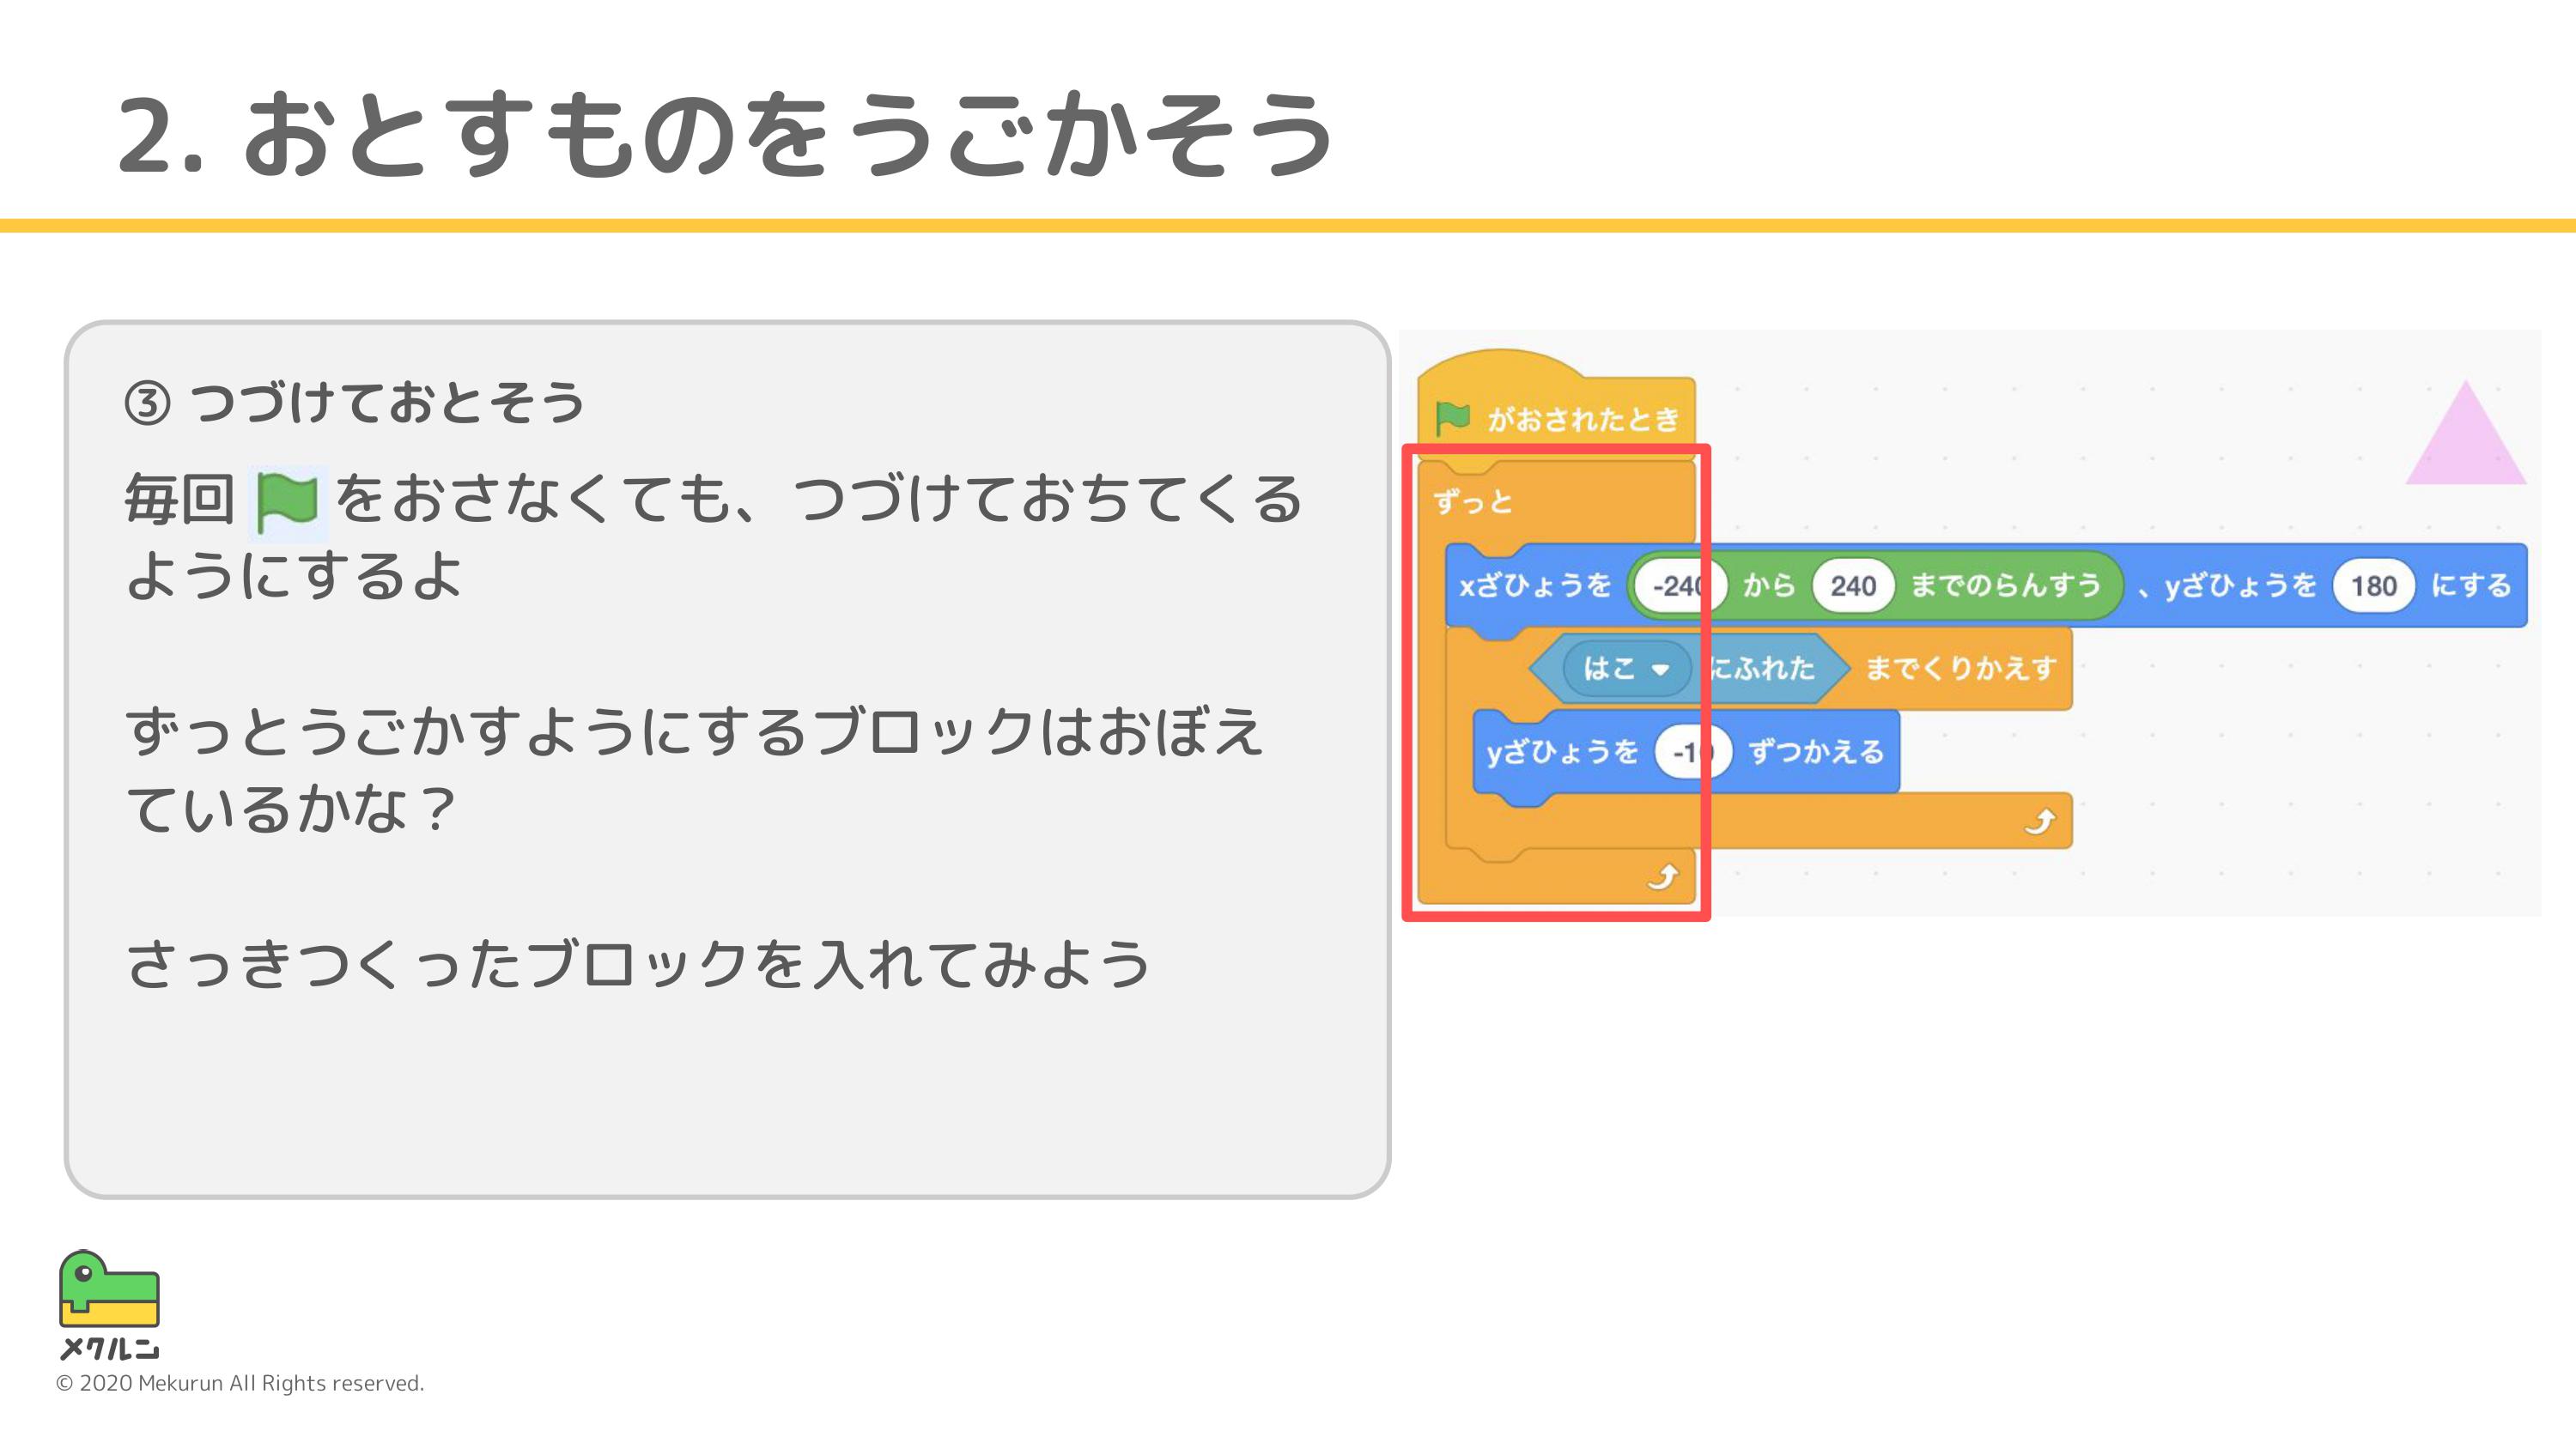 2. おとすものをうごかそう
③ つづけておとそう
毎回 をおさなくても、つづけておちてくる
ようにするよ
ずっとうごかすようにするブロックはおぼえ
ているかな？
さっきつくったブロックを入れてみよう
がおされたとき
ずっと
xざひょうを -240 から 240 までのらんすう 、yざひょうを 180 にする
はこ にふれた までくりかえす
yざひょうを -10 ずつかえる
メクルン
© 2020 Mekurun All Rights reserved.